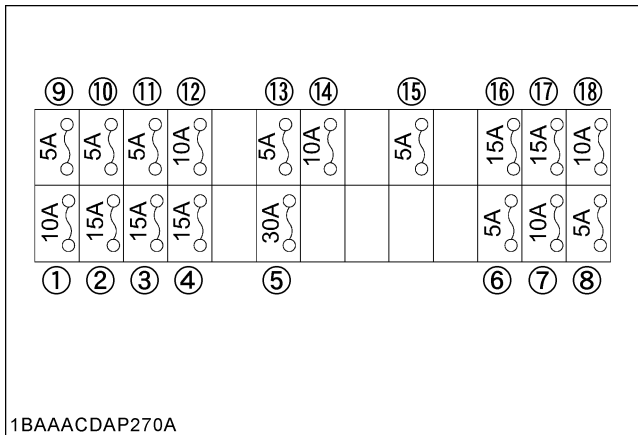 ⑨ ⑩ ⑪ ⑫ ⑬ ⑭ ⑮ ⑯ ⑰ ⑱
5A 5A 5A 10A 5A 10A 5A 15A 15A 10A
10A 15A 15A 15A 30A 5A 10A 5A
① ② ③ ④ ⑤ ⑥ ⑦ ⑧
1BAAACDAP270A